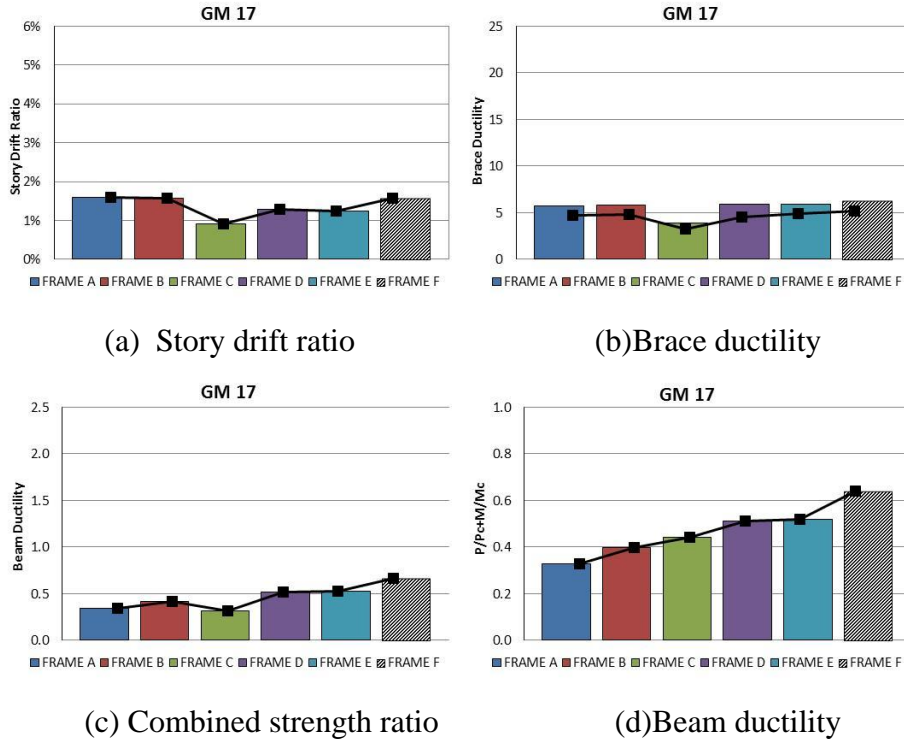 GM 17
6%
5%
4%
3%
2%
1%
0%
Story Drift Ratio
FRAME A FRAME B FRAME C FRAME D FRAME E FRAME F
(a) Story drift ratio
GM 17
25
20
15
10
5
0
Brace Ductility
FRAME A FRAME B FRAME C FRAME D FRAME E FRAME F
(b)Brace ductility
GM 17
2.5
2.0
1.5
1.0
0.5
0.0
Beam Ductility
FRAME A FRAME B FRAME C FRAME D FRAME E FRAME F
(c) Combined strength ratio
GM 17
1.0
0.8
0.6
0.4
0.2
0.0
P/Pc+M/Mc
FRAME A FRAME B FRAME C FRAME D FRAME E FRAME F
(d)Beam ductility